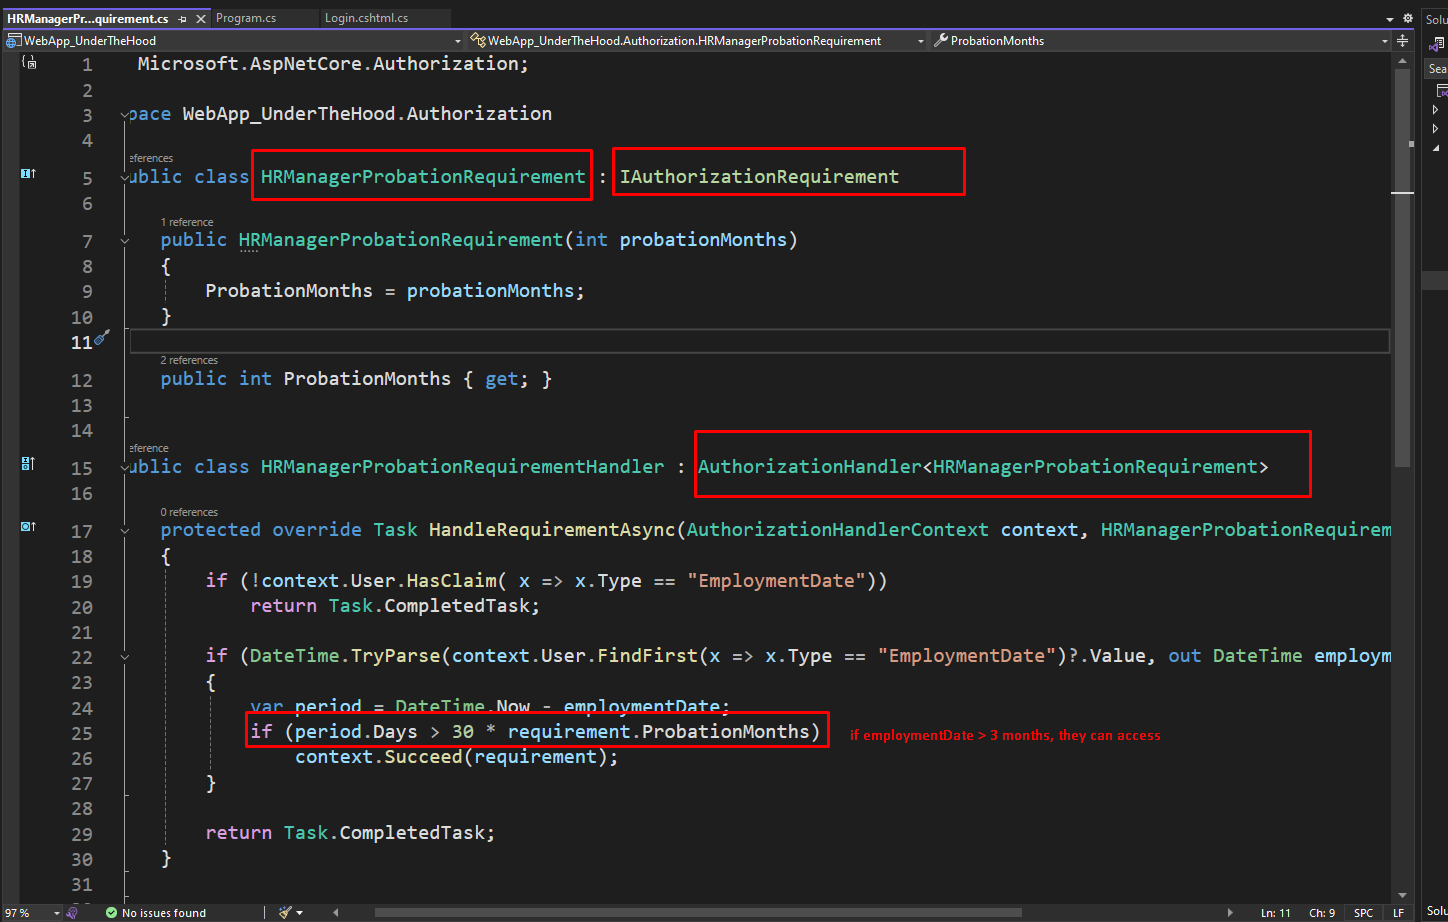 HRManagerPr...quirement.cs
Program.cs
Login.cshtml.cs
Solu
WebApp_UnderTheHood
WebApp_UnderTheHood.Authorization.HRManagerProbationRequirement
ProbationMonths
Sea
1 Microsoft.AspNetCore.Authorization;
2
3 pace WebApp_UnderTheHood.Authorization
4
eferences
5 ublic class HRManagerProbationRequirement : IAuthorizationRequirement
6
1 reference
7 public HRManagerProbationRequirement(int probationMonths)
8 {
9 ProbationMonths = probationMonths;
10 }
11
2 references
12 public int ProbationMonths { get; }
13
14
eference
15 ublic class HRManagerProbationRequirementHandler : AuthorizationHandler<HRManagerProbationRequirement>
16
0 references
17 protected override Task HandleRequirementAsync(AuthorizationHandlerContext context, HRManagerProbationRequirem
18 {
19 if (!context.User.HasClaim( x => x.Type == "EmploymentDate"))
20 return Task.CompletedTask;
21
22 if (DateTime.TryParse(context.User.FindFirst(x => x.Type == "EmploymentDate")?.Value, out DateTime employm
23 {
24 var period = DateTime.Now - employmentDate;
25 if (period.Days > 30 * requirement.ProbationMonths) if employmentDate > 3 months, they can access
26 context.Succeed(requirement);
27 }
28
29 return Task.CompletedTask;
30 }
31
97 % No issues found Ln: 11 Ch: 9 SPC LF Solu